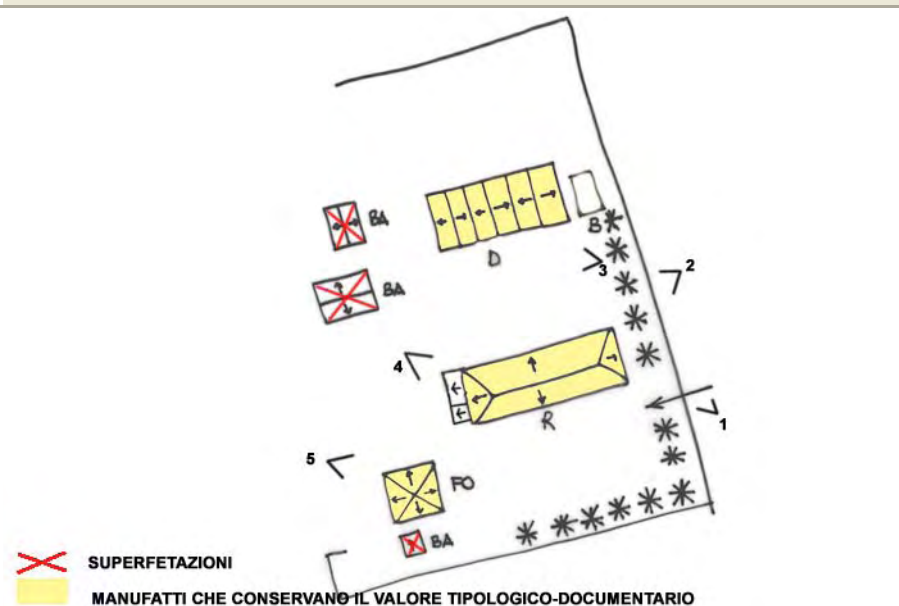 BA
D
B
3
2
BA
4
R
1
5
FO
BA
SUPERFETAZIONI
MANUFATTI CHE CONSERVANO IL VALORE TIPOLOGICO-DOCUMENTARIO